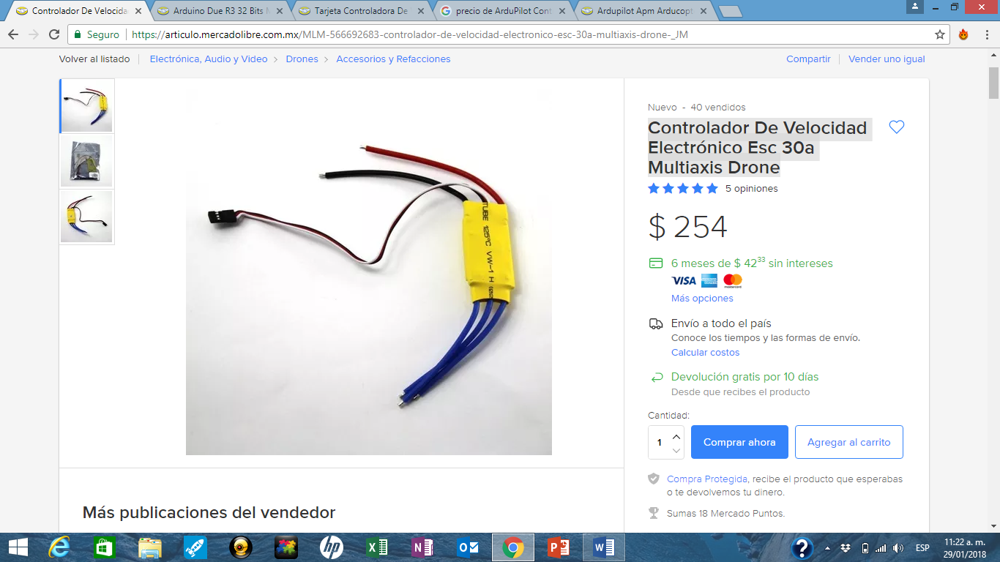 Controlador De Velocida
Arduino Due R3 32 Bits
Tarjeta Controladora De
precio de ArduPilot Cont
Ardupilot Apm Arducopt
Seguro
https://articulo.mercadolibre.com.mx/MLM-566692683-controlador-de-velocidad-electronico-esc-30a-multiaxis-drone-_JM
Volver al listado
Electrónica, Audio y Video > Drones > Accesorios y Refacciones
Compartir
Vender uno igual
Nuevo - 40 vendidos
Controlador De Velocidad
Electrónico Esc 30a
Multiaxis Drone
5 opiniones
$ 254
6 meses de $ 42³³ sin intereses
VISA
mastercard
Más opciones
Envío a todo el país
Conoce los tiempos y las formas de envío.
Calcular costos
Devolución gratis por 10 días
Desde que recibes el producto
Cantidad:
1
Comprar ahora
Agregar al carrito
Compra Protegida, recibe el producto que esperabas
o te devolvemos tu dinero.
Sumas 18 Mercado Puntos.
TUBE 125°C VW-1 H
Más publicaciones del vendedor
hp
ESP
11:22 a. m.
29/01/2018